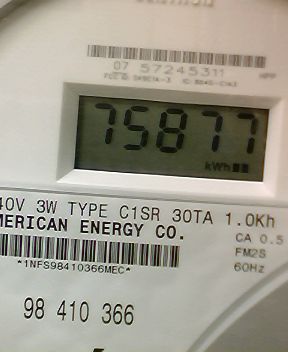 07 57245311 HPP
75877
kWh
40V 3W TYPE C1SR 30TA 1.0Kh
MERICAN ENERGY CO.
CA 0.5
FM2S
*1NFS98410366MEC*
60Hz
98 410 366